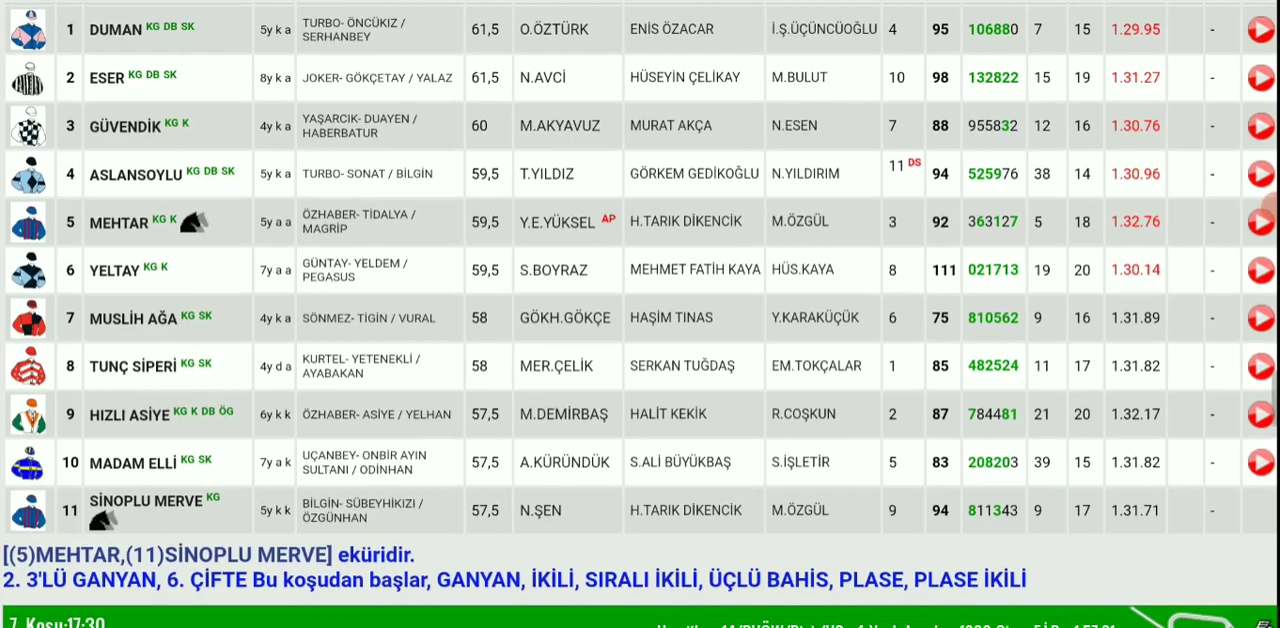 1 DUMAN KG DB SK 5y k a TURBO- ÖNCÜKIZ / SERHANBEY 61,5 O.ÖZTÜRK ENİS ÖZACAR İ.Ş.ÜÇÜNCÜOĞLU 4 95 106880 7 15 1.29.95 -
2 ESER KG DB SK 8y k a JOKER- GÖKÇETAY / YALAZ 61,5 N.AVCİ HÜSEYİN ÇELİKAY M.BULUT 10 98 132822 15 19 1.31.27 -
3 GÜVENDİK KG K 4y k a YAŞARCIK- DUAYEN / HABERBATUR 60 M.AKYAVUZ MURAT AKÇA N.ESEN 7 88 955832 12 16 1.30.76 -
4 ASLANSOYLU KG DB SK 5y k a TURBO- SONAT / BİLGİN 59,5 T.YILDIZ GÖRKEM GEDİKOĞLU N.YILDIRIM 11 DS 94 525976 38 14 1.30.96 -
5 MEHTAR KG K 5y a a ÖZHABER- TİDALYA / MAGRİP 59,5 Y.E.YÜKSEL AP H.TARIK DİKENCİK M.ÖZGÜL 3 92 363127 5 18 1.32.76 -
6 YELTAY KG K 7y a a GÜNTAY- YELDEM / PEGASUS 59,5 S.BOYRAZ MEHMET FATİH KAYA HÜS.KAYA 8 111 021713 19 20 1.30.14 -
7 MUSLİH AĞA KG SK 4y k a SÖNMEZ- TİGİN / VURAL 58 GÖKH.GÖKÇE HAŞİM TINAS Y.KARAKÜÇÜK 6 75 810562 9 16 1.31.89 -
8 TUNÇ SİPERİ KG SK 4y d a KURTEL- YETENEKLİ / AYABAKAN 58 MER.ÇELİK SERKAN TUĞDAŞ EM.TOKÇALAR 1 85 482524 11 17 1.31.82 -
9 HIZLI ASİYE KG K DB ÖG 6y k k ÖZHABER- ASİYE / YELHAN 57,5 M.DEMİRBAŞ HALİT KEKİK R.COŞKUN 2 87 784481 21 20 1.32.17 -
10 MADAM ELLİ KG SK 7y a k UÇANBEY- ONBİR AYIN SULTANI / ODİNHAN 57,5 A.KÜRÜNDÜK S.ALİ BÜYÜKBAŞ S.İŞLETİR 5 83 208203 39 15 1.31.82 -
11 SİNOPLU MERVE KG 5y k k BİLGİN- SÜBEYHİKIZI / ÖZGÜNHAN 57,5 N.ŞEN H.TARIK DİKENCİK M.ÖZGÜL 9 94 811343 9 17 1.31.71 -
[(5)MEHTAR,(11)SİNOPLU MERVE] eküridir.
2. 3'LÜ GANYAN, 6. ÇİFTE Bu koşudan başlar, GANYAN, İKİLİ, SIRALI İKİLİ, ÜÇLÜ BAHİS, PLASE, PLASE İKİLİ
7. Koşu:17:30